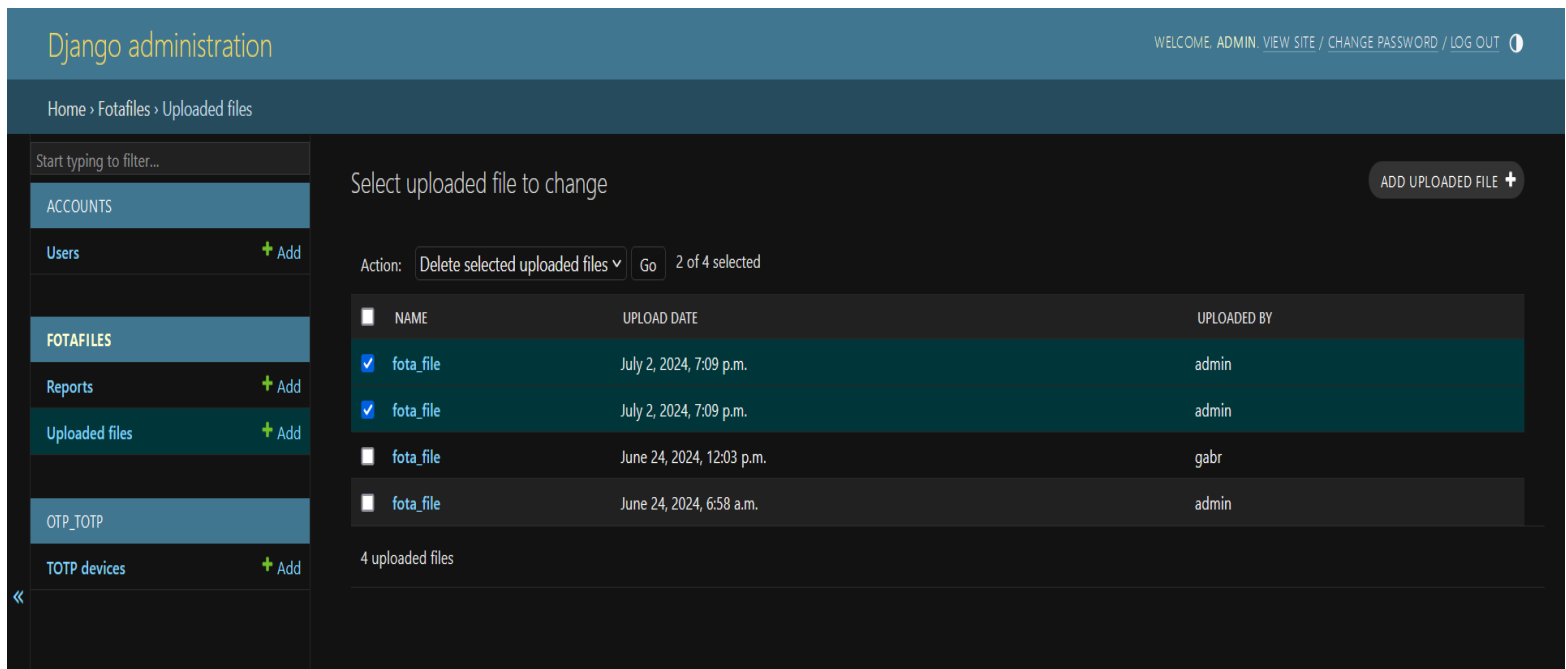 Django administration
WELCOME, ADMIN. VIEW SITE / CHANGE PASSWORD / LOG OUT
Home › Fotafiles › Uploaded files
Start typing to filter...
ACCOUNTS
Users + Add
FOTAFILES
Reports + Add
Uploaded files + Add
OTP_TOTP
TOTP devices + Add
«
Select uploaded file to change
ADD UPLOADED FILE +
Action: Delete selected uploaded files Go 2 of 4 selected
NAME UPLOAD DATE UPLOADED BY
fota_file July 2, 2024, 7:09 p.m. admin
fota_file July 2, 2024, 7:09 p.m. admin
fota_file June 24, 2024, 12:03 p.m. gabr
fota_file June 24, 2024, 6:58 a.m. admin
4 uploaded files